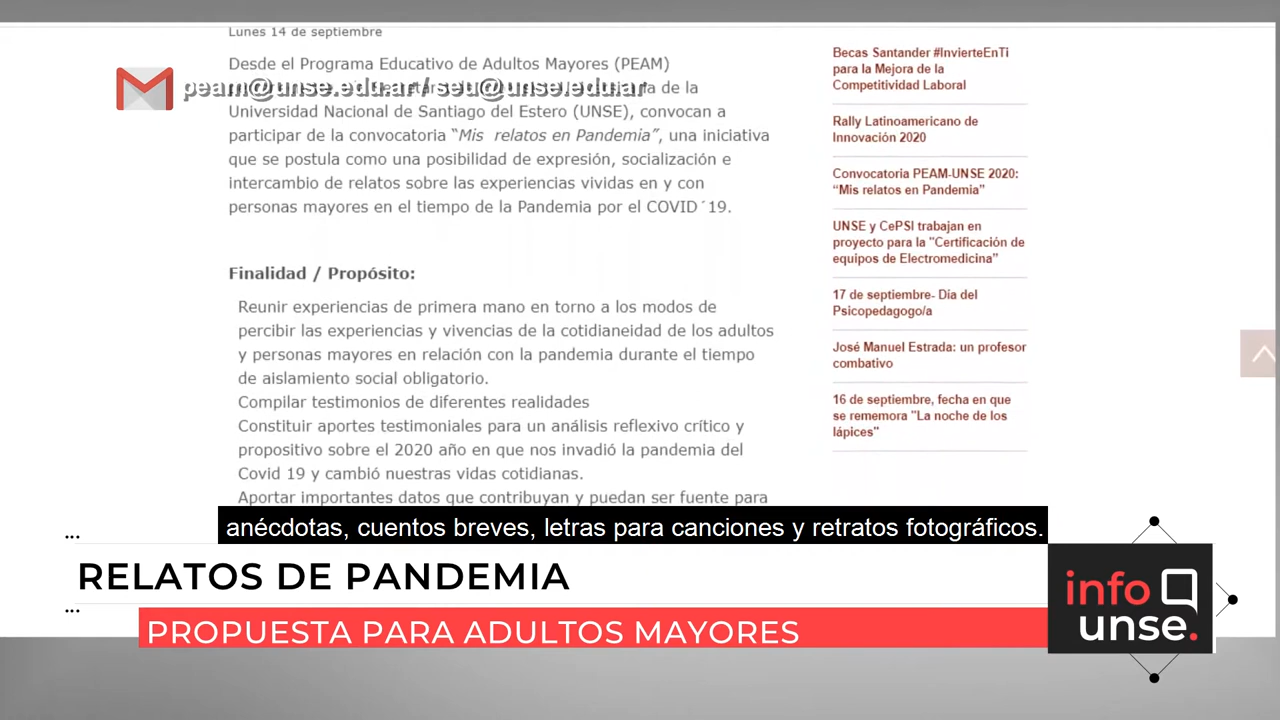 Lunes 14 de septiembre
Desde el Programa Educativo de Adultos Mayores (PEAM)
peam@unse.edu.ar / seu@unse.edu.ar
de la
Universidad Nacional de Santiago del Estero (UNSE), convocan a
participar de la convocatoria “Mis relatos en Pandemia”, una iniciativa
que se postula como una posibilidad de expresión, socialización e
intercambio de relatos sobre las experiencias vividas en y con
personas mayores en el tiempo de la Pandemia por el COVID´19.
Finalidad / Propósito:
Reunir experiencias de primera mano en torno a los modos de
percibir las experiencias y vivencias de la cotidianeidad de los adultos
y personas mayores en relación con la pandemia durante el tiempo
de aislamiento social obligatorio.
Compilar testimonios de diferentes realidades
Constituir aportes testimoniales para un análisis reflexivo crítico y
propositivo sobre el 2020 año en que nos invadió la pandemia del
Covid 19 y cambió nuestras vidas cotidianas.
Aportar importantes datos que contribuyan y puedan ser fuente para
Becas Santander #InvierteEnTi
para la Mejora de la
Competitividad Laboral
Rally Latinoamericano de
Innovación 2020
Convocatoria PEAM-UNSE 2020:
“Mis relatos en Pandemia”
UNSE y CePSI trabajan en
proyecto para la "Certificación de
equipos de Electromedicina”
17 de septiembre- Día del
Psicopedagogo/a
José Manuel Estrada: un profesor
combativo
16 de septiembre, fecha en que
se rememora "La noche de los
lápices"
anécdotas, cuentos breves, letras para canciones y retratos fotográficos.
...
RELATOS DE PANDEMIA
...
PROPUESTA PARA ADULTOS MAYORES
info
unse.